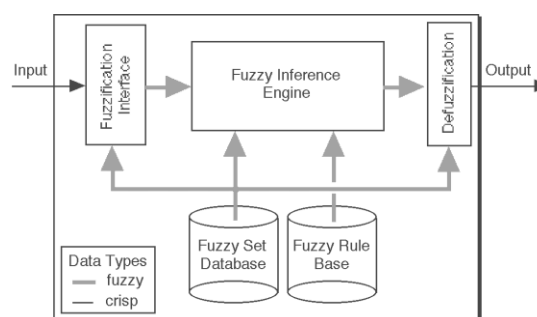 Input
Fuzzification
Interface
Fuzzy Inference
Engine
Defuzzification
Output
Fuzzy Set
Database
Fuzzy Rule
Base
Data Types
fuzzy
crisp